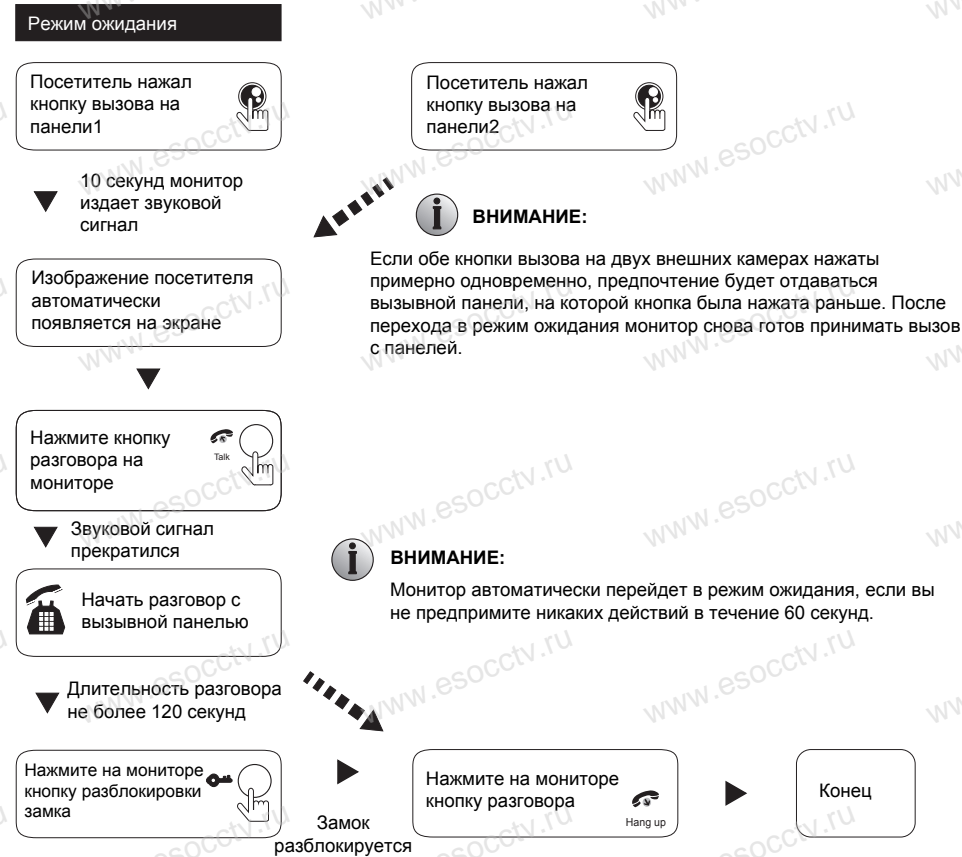 Режим ожидания
Посетитель нажал
кнопку вызова на
панели1
Посетитель нажал
кнопку вызова на
панели2
10 секунд монитор
издает звуковой
сигнал
ВНИМАНИЕ:
Если обе кнопки вызова на двух внешних камерах нажаты
примерно одновременно, предпочтение будет отдаваться
вызывной панели, на которой кнопка была нажата раньше. После
перехода в режим ожидания монитор снова готов принимать вызов
с панелей.
Изображение посетителя
автоматически
появляется на экране
Нажмите кнопку
разговора на
мониторе
Talk
Звуковой сигнал
прекратился
ВНИМАНИЕ:
Монитор автоматически перейдет в режим ожидания, если вы
не предпримите никаких действий в течение 60 секунд.
Начать разговор с
вызывной панелью
Длительность разговора
не более 120 секунд
Нажмите на мониторе
кнопку разблокировки
замка
Замок
разблокируется
Нажмите на мониторе
кнопку разговора
Hang up
Конец
www.esocctv.ru